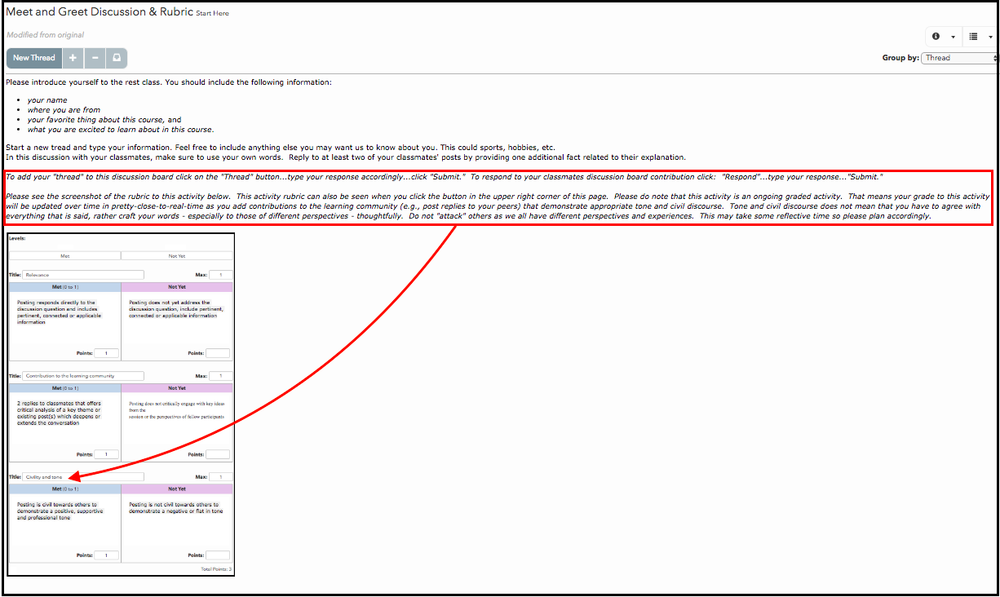 Meet and Greet Discussion & Rubric Start Here
Modified from original
New Thread + −
Group by: Thread
Please introduce yourself to the rest class. You should include the following information:
• your name
• where you are from
• your favorite thing about this course, and
• what you are excited to learn about in this course.
Start a new tread and type your information. Feel free to include anything else you may want us to know about you. This could sports, hobbies, etc.
In this discussion with your classmates, make sure to use your own words. Reply to at least two of your classmates' posts by providing one additional fact related to their explanation.
To add your "thread" to this discussion board click on the "Thread" button...type your response accordingly...click "Submit." To respond to your classmates discussion board contribution click: "Respond"...type your response..."Submit."
Please see the screenshot of the rubric to this activity below. This activity rubric can also be seen when you click the button in the upper right corner of this page. Please do note that this activity is an ongoing graded activity. That means your grade to this activity
will be updated over time in pretty-close-to-real-time as you add contributions to the learning community (e.g., post replies to your peers) that demonstrate appropriate tone and civil discourse. Tone and civil discourse does not mean that you have to agree with
everything that is said, rather craft your words - especially to those of different perspectives - thoughtfully. Do not "attack" others as we all have different perspectives and experiences. This may take some reflective time so please plan accordingly.
Levels:
Met Not Yet
Title: Relevance Max: 1
Met (0 to 1) Not Yet
Posting responds directly to the
discussion question and includes
pertinent, connected or applicable
information
Posting does not yet address the
discussion question, include pertinent,
connected or applicable information
Points: 1 Points:
Title: Contribution to the learning community Max: 1
Met (0 to 1) Not Yet
2 replies to classmates that offers
critical analysis of a key theme or
existing post(s) which deepens or
extends the conversation
Posting does not critically engage with key ideas
from the
session or the perspectives of fellow participants
Points: 1 Points:
Title: Civility and tone Max: 1
Met (0 to 1) Not Yet
Posting is civil towards others to
demonstrate a positive, supportive
and professional tone
Posting is not civil towards others to
demonstrate a negative or flat in tone
Points: 1 Points:
Total Points: 3